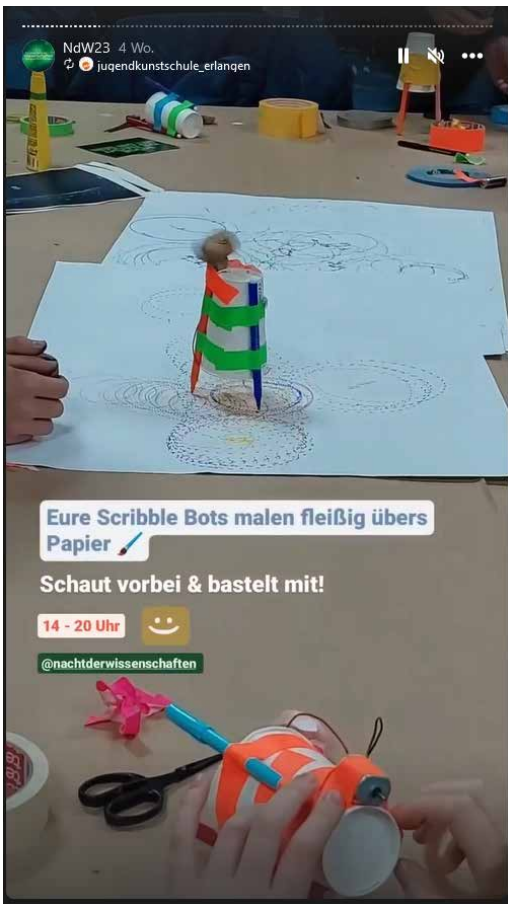 NdW23 4 Wo.
jugendkunstschule_erlangen
Eure Scribble Bots malen fleißig übers
Papier 🖌️
Schaut vorbei & bastelt mit!
14 - 20 Uhr
@nachtderwissenschaften